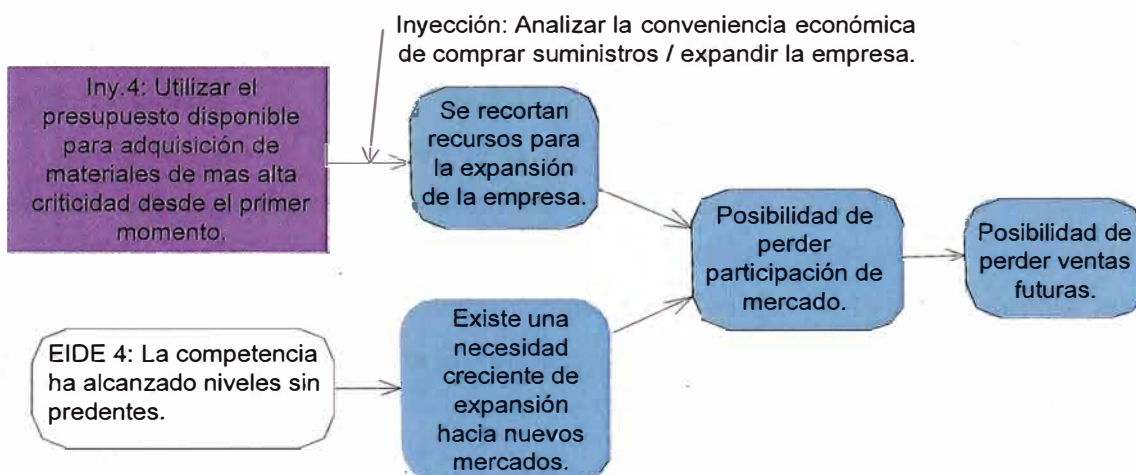 Inyección: Analizar la conveniencia económica
de comprar suministros / expandir la empresa.
Iny.4: Utilizar el
presupuesto disponible
para adquisición de
materiales de mas alta
criticidad desde el primer
momento.
Se recortan
recursos para
la expansión
de la empresa.
Posibilidad de
perder
participación de
mercado.
Posibilidad de
perder ventas
futuras.
EIDE 4: La competencia
ha alcanzado niveles sin
predentes.
Existe una
necesidad
creciente de
expansión
hacia nuevos
mercados.